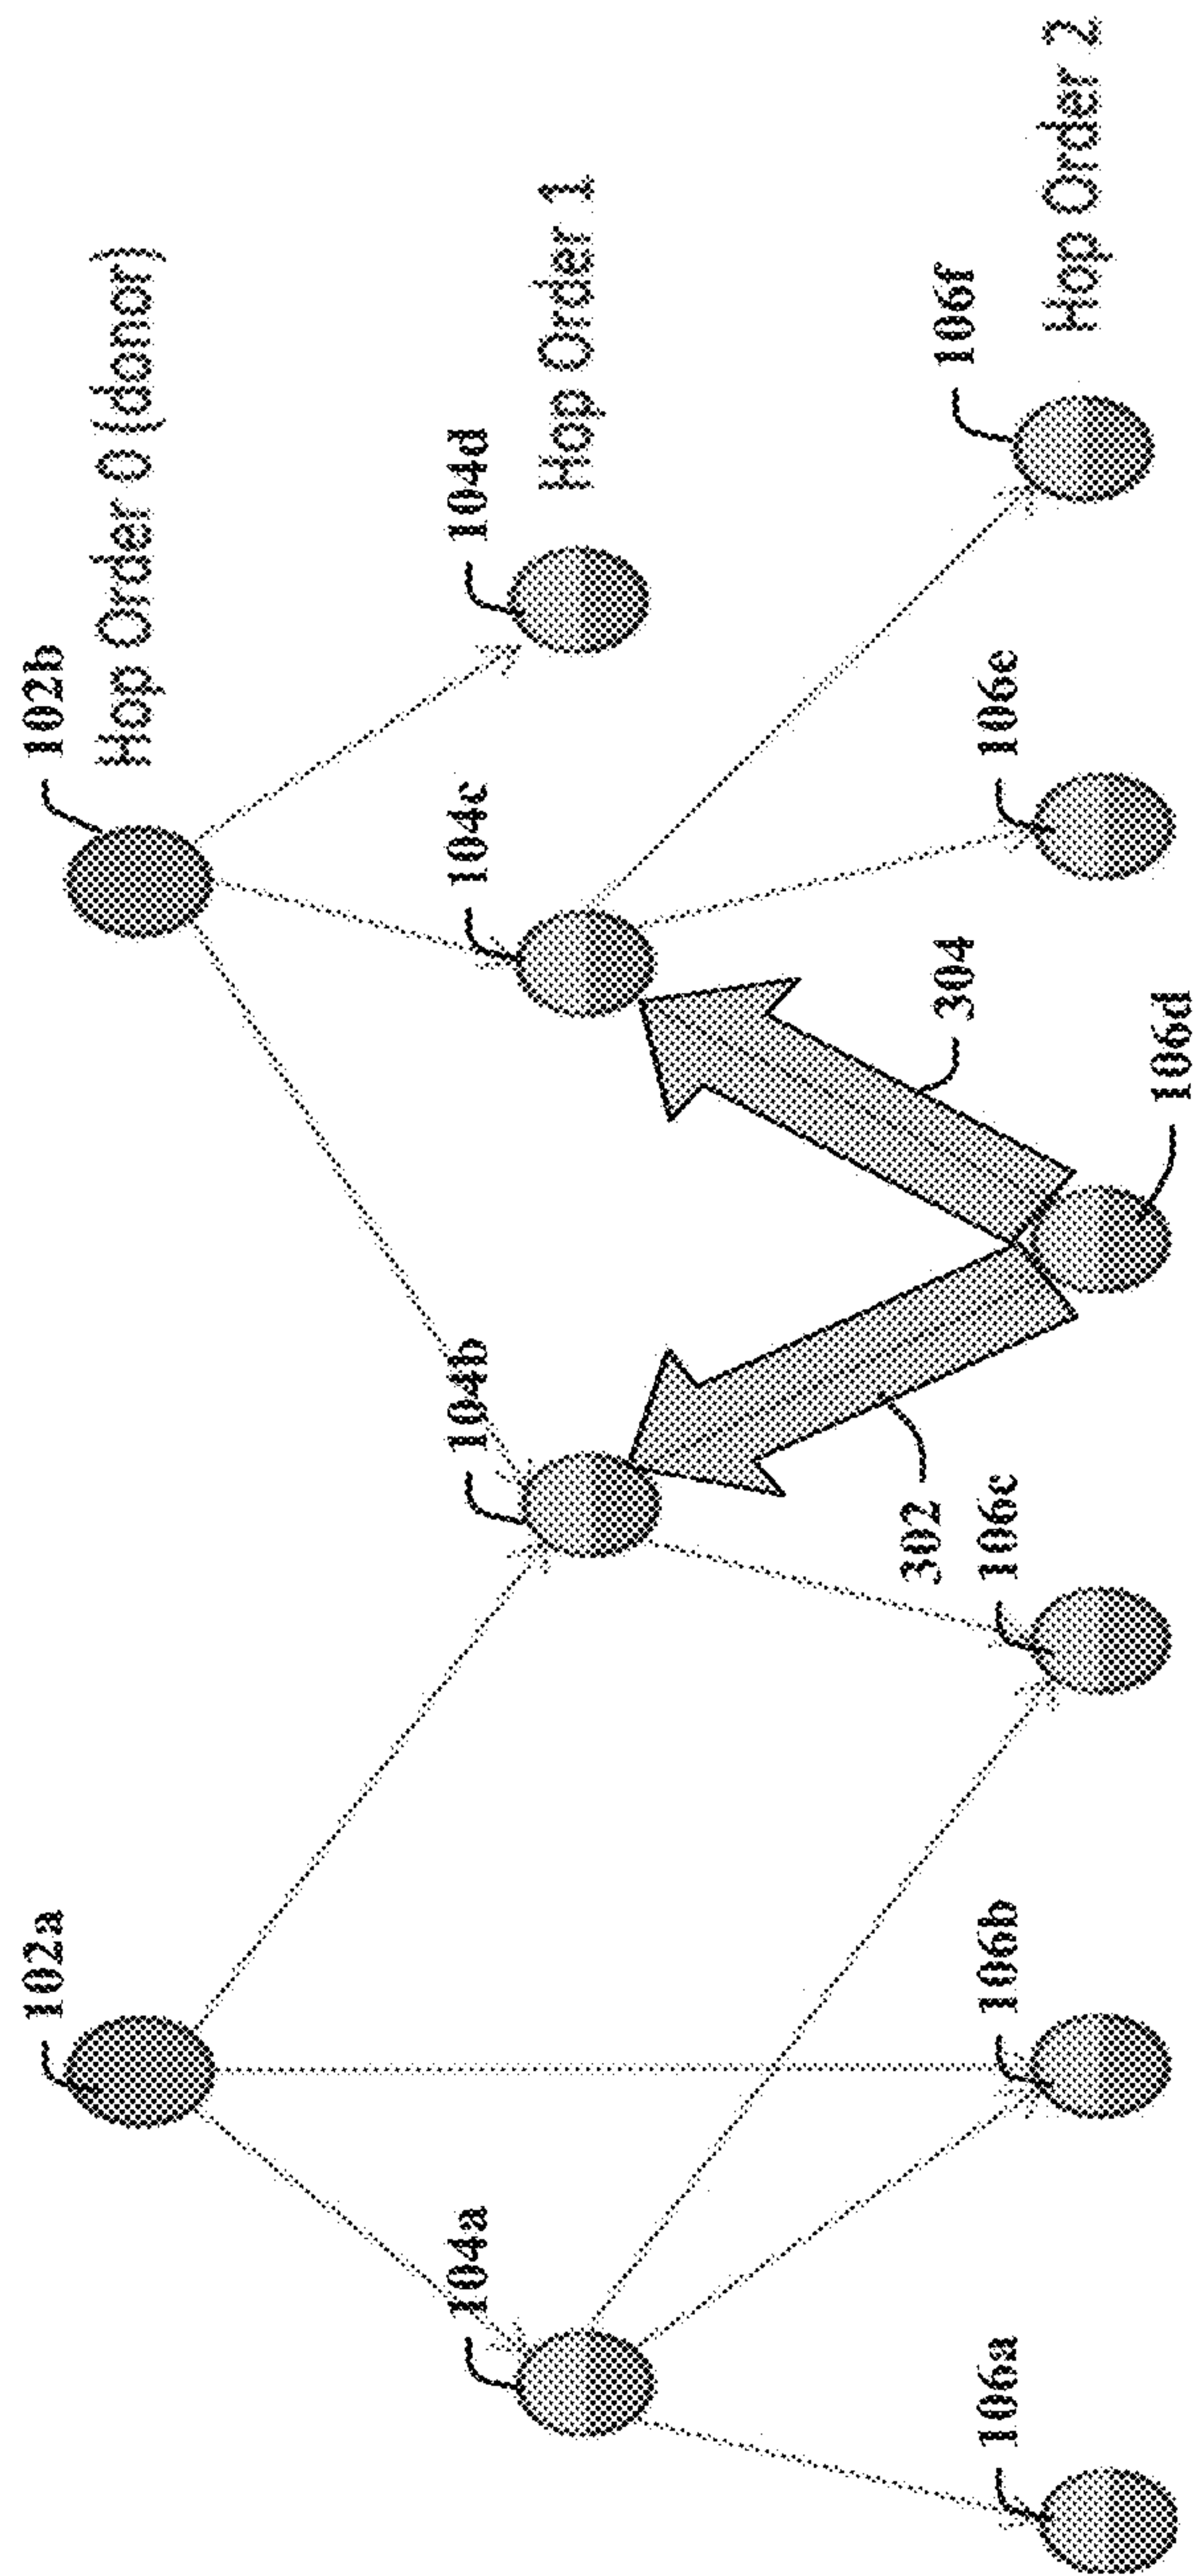 102a
102b
Hop Order 0 (donor)
104a
104b
104c
104d
Hop Order 1
302
304
106a
106b
106c
106d
106e
106f
Hop Order 2